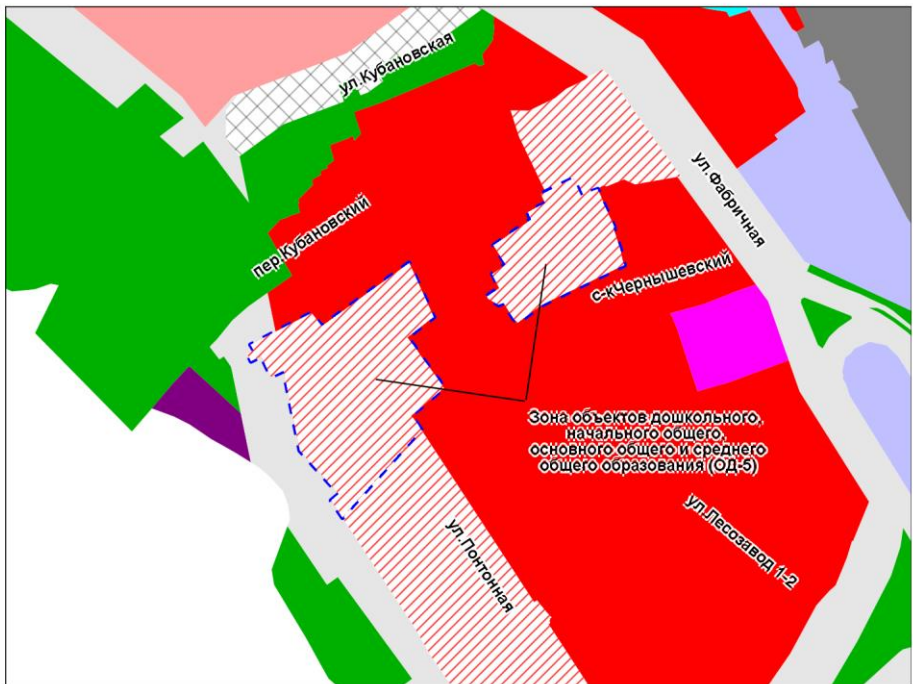 ул.Кубановская
пер.Кубановский
ул.Фабричная
с-кЧернышевский
Зона объектов дошкольного,
начального общего,
основного общего и среднего
общего образования (ОД-5)
ул.Понтонная
ул.Лесозавод 1-2